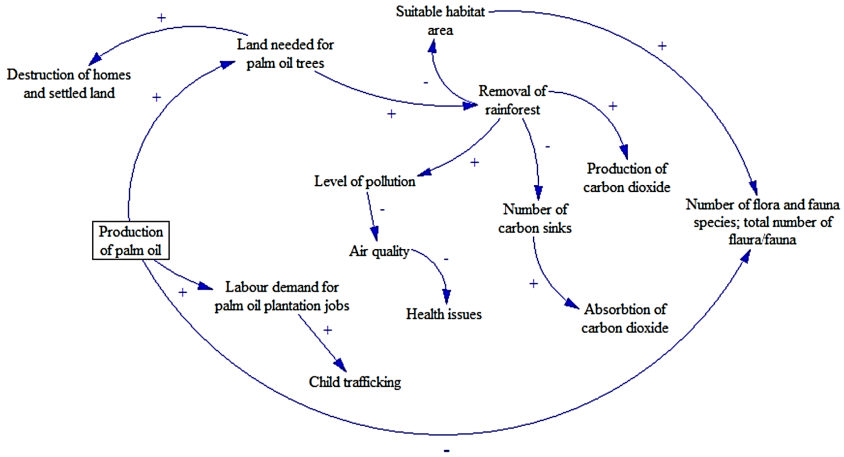 Suitable habitat
area
+
+
Land needed for
palm oil trees
Destruction of homes
and settled land
-
Removal of
rainforest
+
+
+
-
+
Production of
carbon dioxide
Level of pollution
-
Number of
carbon sinks
Number of flora and fauna
species; total number of
flaura/fauna
Production
of palm oil
Air quality
-
+
Labour demand for
palm oil plantation jobs
+
Health issues
+
Absorbtion of
carbon dioxide
Child trafficking
-